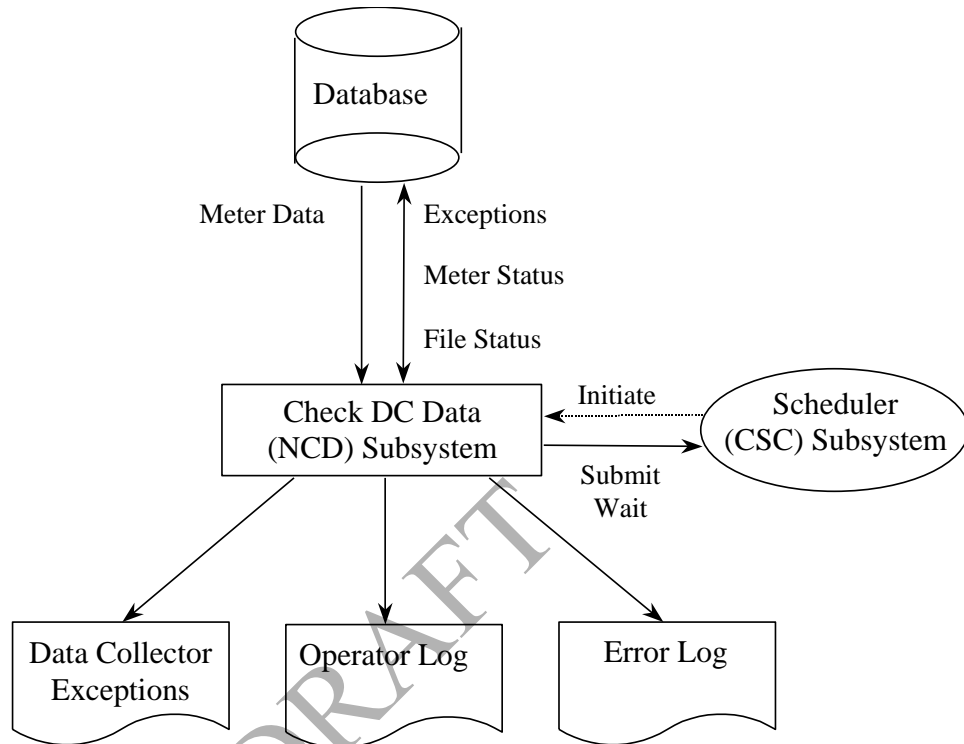 Database
Meter Data
Exceptions
Meter Status
File Status
Check DC Data
(NCD) Subsystem
Initiate
Scheduler
(CSC) Subsystem
Submit
Wait
DRAFT
Data Collector
Exceptions
Operator Log
Error Log